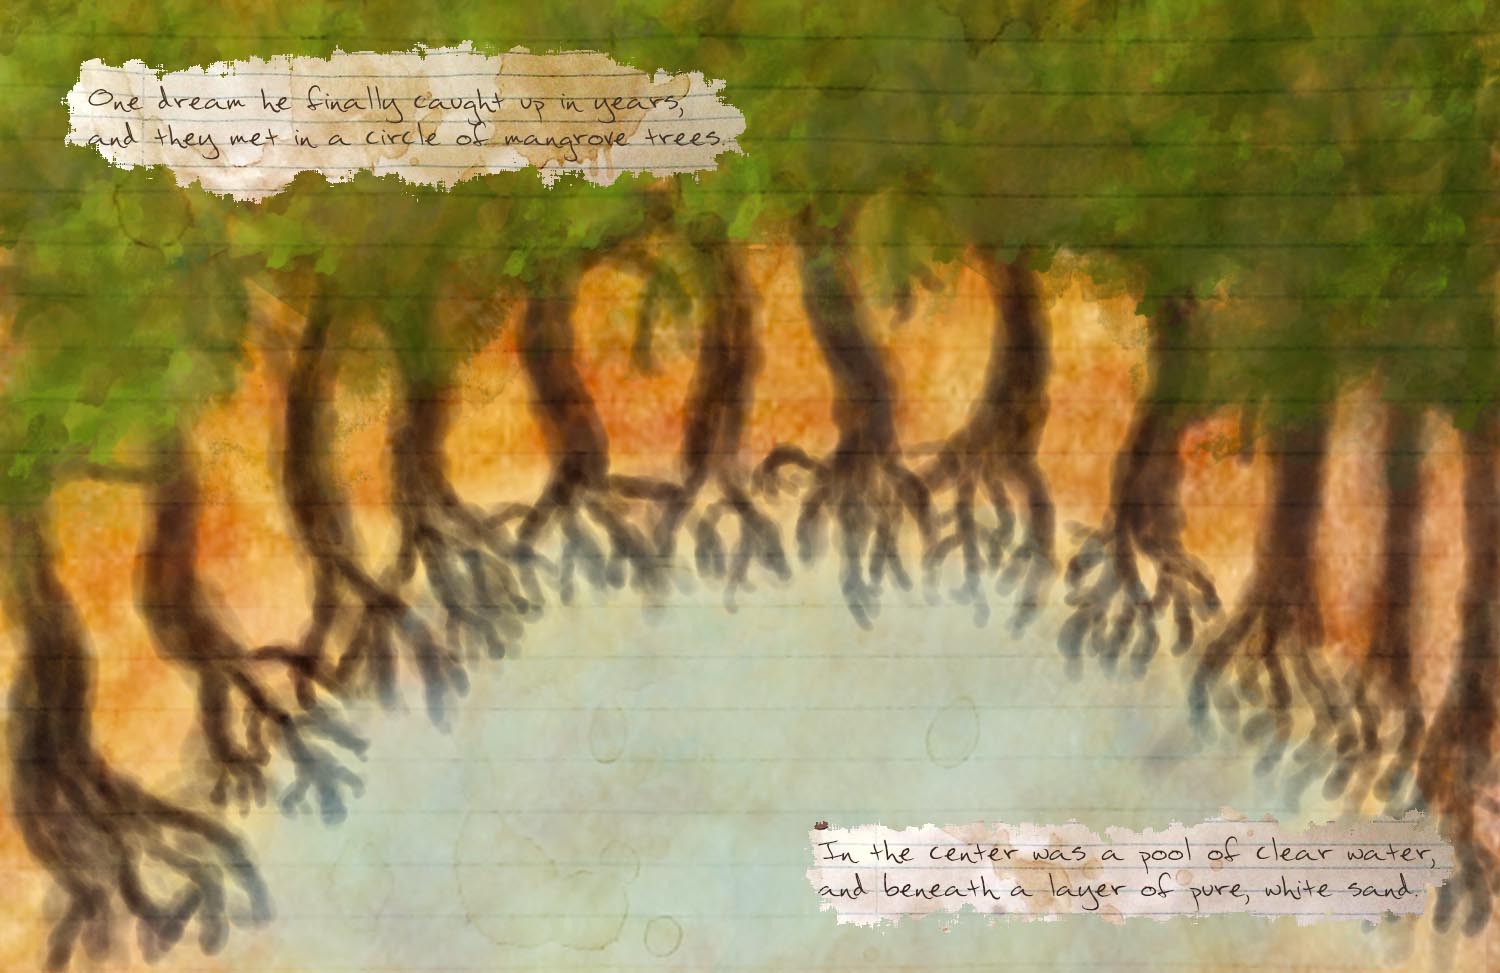 One dream he finally caught up in years,
and they met in a circle of mangrove trees.
In the center was a pool of clear water,
and beneath a layer of pure, white sand.